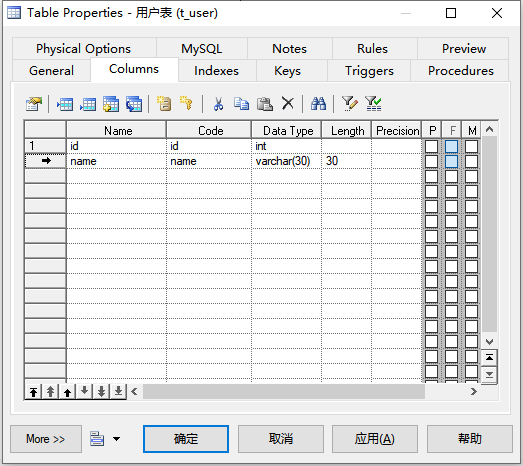 Table Properties - 用户表 (t_user)
Physical Options MySQL Notes Rules Preview
General Columns Indexes Keys Triggers Procedures
Name Code Data Type Length Precision P F M
1 id id int
name name varchar(30) 30
More >> 确定 取消 应用(A) 帮助